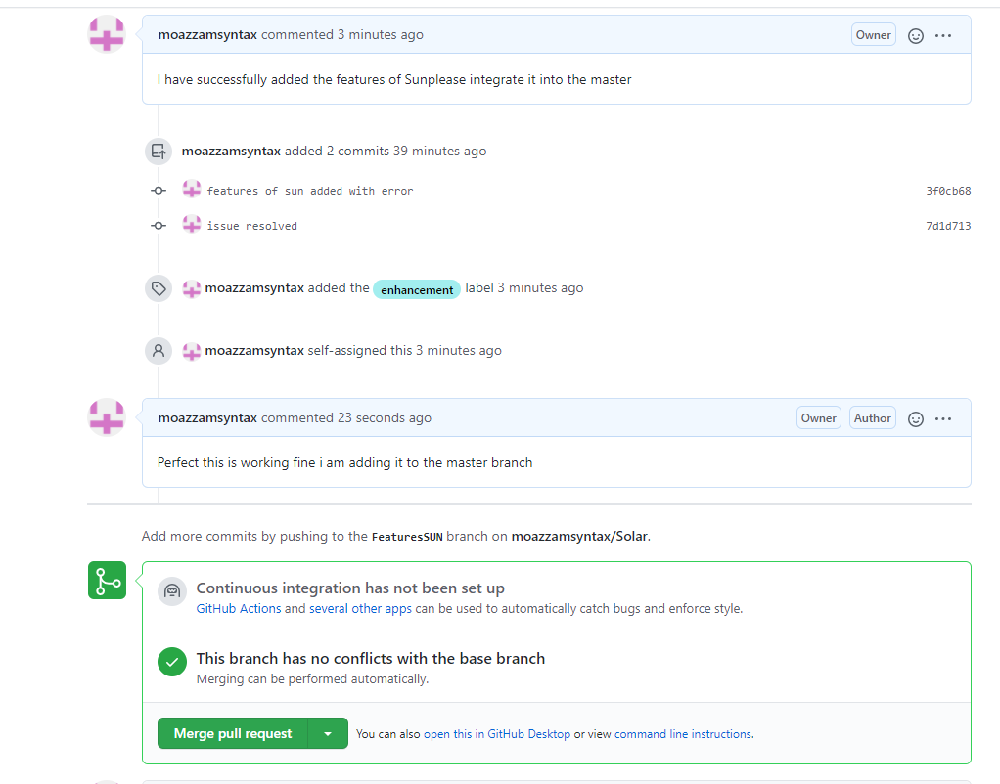 moazzamsyntax commented 3 minutes ago Owner
I have successfully added the features of Sunplease integrate it into the master
moazzamsyntax added 2 commits 39 minutes ago
features of sun added with error 3f0cb68
issue resolved 7d1d713
moazzamsyntax added the enhancement label 3 minutes ago
moazzamsyntax self-assigned this 3 minutes ago
moazzamsyntax commented 23 seconds ago Owner Author
Perfect this is working fine i am adding it to the master branch
Add more commits by pushing to the FeaturesSUN branch on moazzamsyntax/Solar.
Continuous integration has not been set up
GitHub Actions and several other apps can be used to automatically catch bugs and enforce style.
This branch has no conflicts with the base branch
Merging can be performed automatically.
Merge pull request You can also open this in GitHub Desktop or view command line instructions.